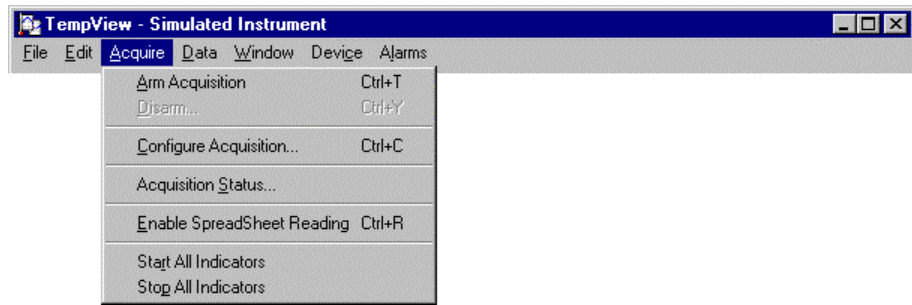 TempView - Simulated Instrument
File Edit Acquire Data Window Device Alarms
Arm Acquisition Ctrl+T
Disarm... Ctrl+Y
Configure Acquisition... Ctrl+C
Acquisition Status...
Enable SpreadSheet Reading Ctrl+R
Start All Indicators
Stop All Indicators